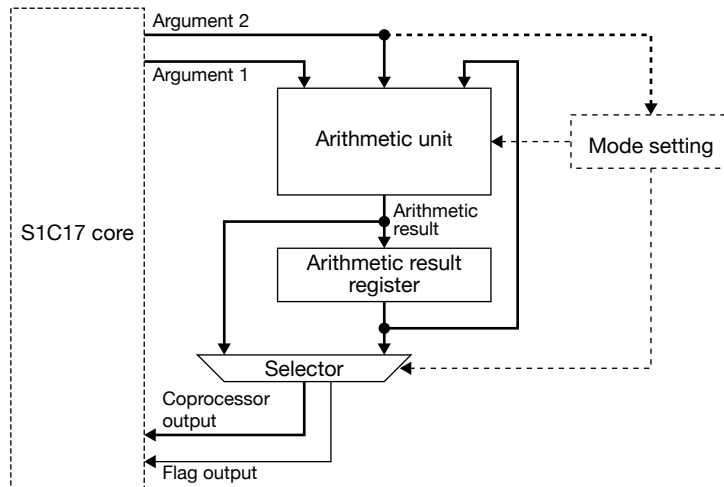 Argument 2
Argument 1
Arithmetic unit
Mode setting
S1C17 core
Arithmetic
result
Arithmetic result
register
Selector
Coprocessor
output
Flag output